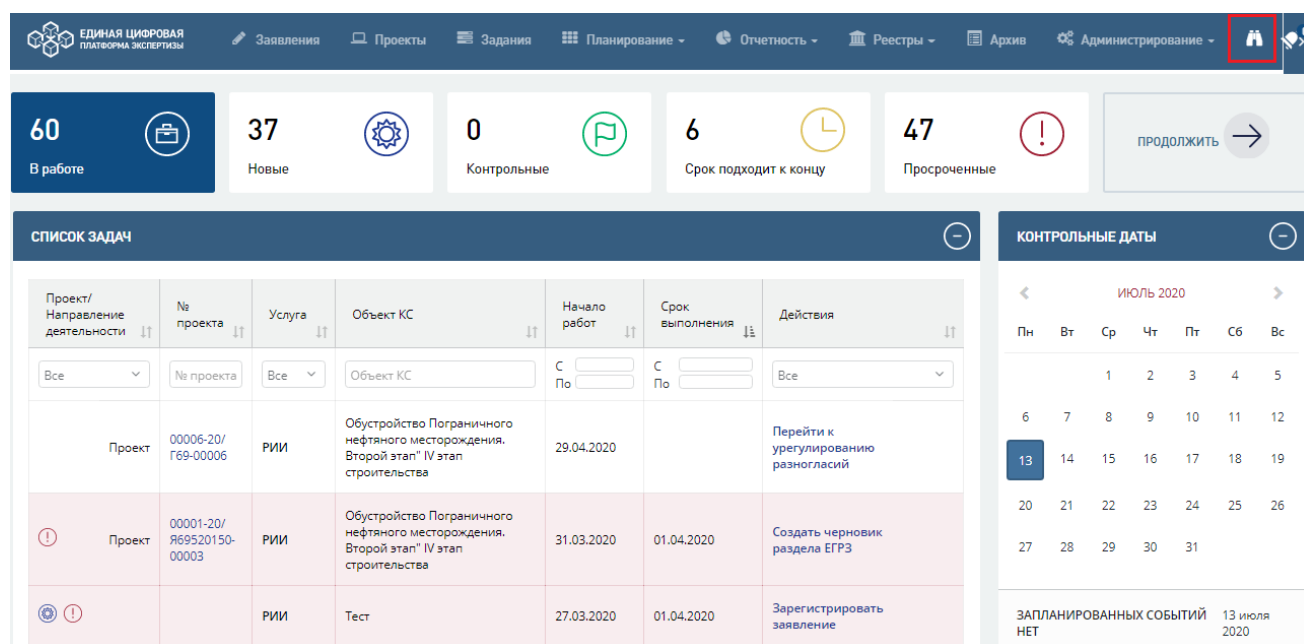 ЕДИНАЯ ЦИФРОВАЯ
ПЛАТФОРМА ЭКСПЕРТИЗЫ
Заявления
Проекты
Задания
Планирование
Отчетность
Реестры
Архив
Администрирование
60
В работе
37
Новые
0
Контрольные
6
Срок подходит к концу
47
Просроченные
ПРОДОЛЖИТЬ
СПИСОК ЗАДАЧ
Проект/
Направление
деятельности
№
проекта
Услуга
Объект КС
Начало
работ
Срок
выполнения
Действия
Все
№ проекта
Все
Объект КС
С
По
С
По
Все
Проект
00006-20/
Г69-00006
РИИ
Обустройство Пограничного
нефтяного месторождения.
Второй этап" IV этап
строительства
29.04.2020
Перейти к
урегулированию
разногласий
Проект
00001-20/
Я69520150-
00003
РИИ
Обустройство Пограничного
нефтяного месторождения.
Второй этап" IV этап
строительства
31.03.2020
01.04.2020
Создать черновик
раздела ЕГРЗ
РИИ
Тест
27.03.2020
01.04.2020
Зарегистрировать
заявление
КОНТРОЛЬНЫЕ ДАТЫ
ИЮЛЬ 2020
Пн Вт Ср Чт Пт Сб Вс
1 2 3 4 5
6 7 8 9 10 11 12
13 14 15 16 17 18 19
20 21 22 23 24 25 26
27 28 29 30 31
ЗАПЛАНИРОВАННЫХ СОБЫТИЙ
НЕТ
13 июля
2020